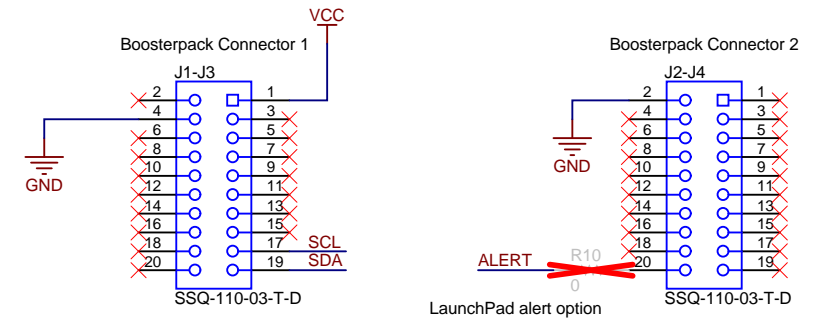 VCC
Boosterpack Connector 1
Boosterpack Connector 2
J1-J3
J2-J4
2 1
4 3
6 5
8 7
10 9
12 11
14 13
16 15
18 17 SCL
20 19 SDA
GND
SSQ-110-03-T-D
2 1
4 3
6 5
8 7
10 9
12 11
14 13
16 15
18 17
20 19
GND
ALERT
R10
0
SSQ-110-03-T-D
LaunchPad alert option